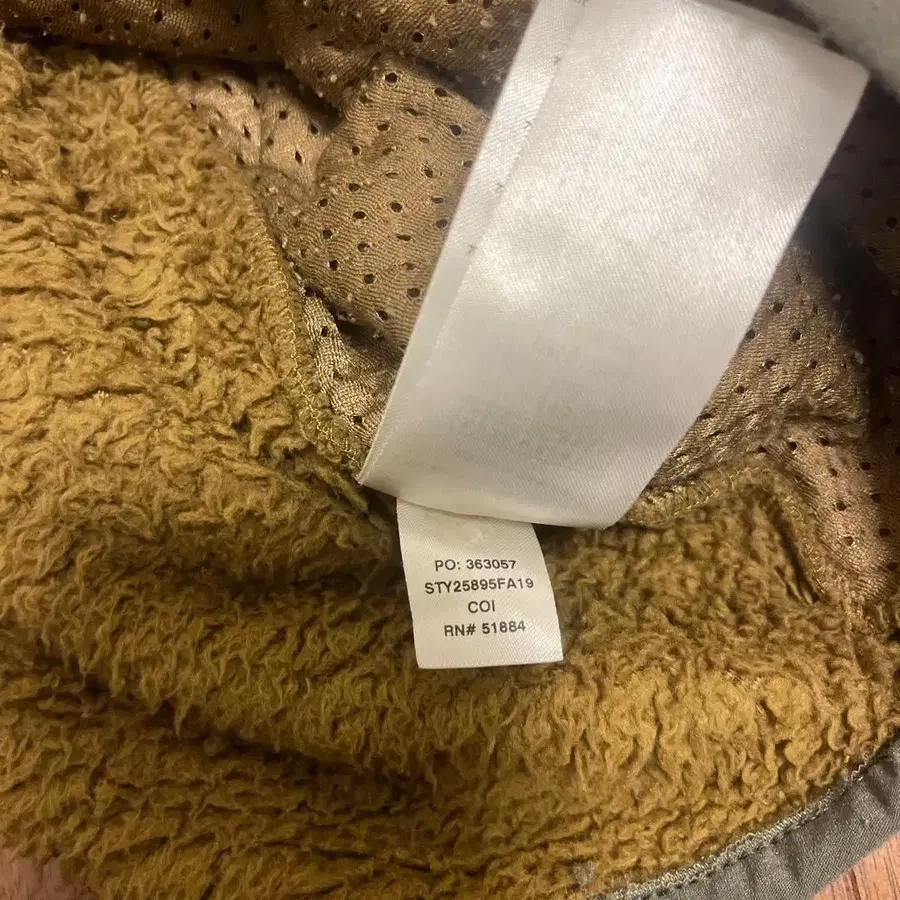 PO: 363057
STY25895FA19
COI
RN# 51884